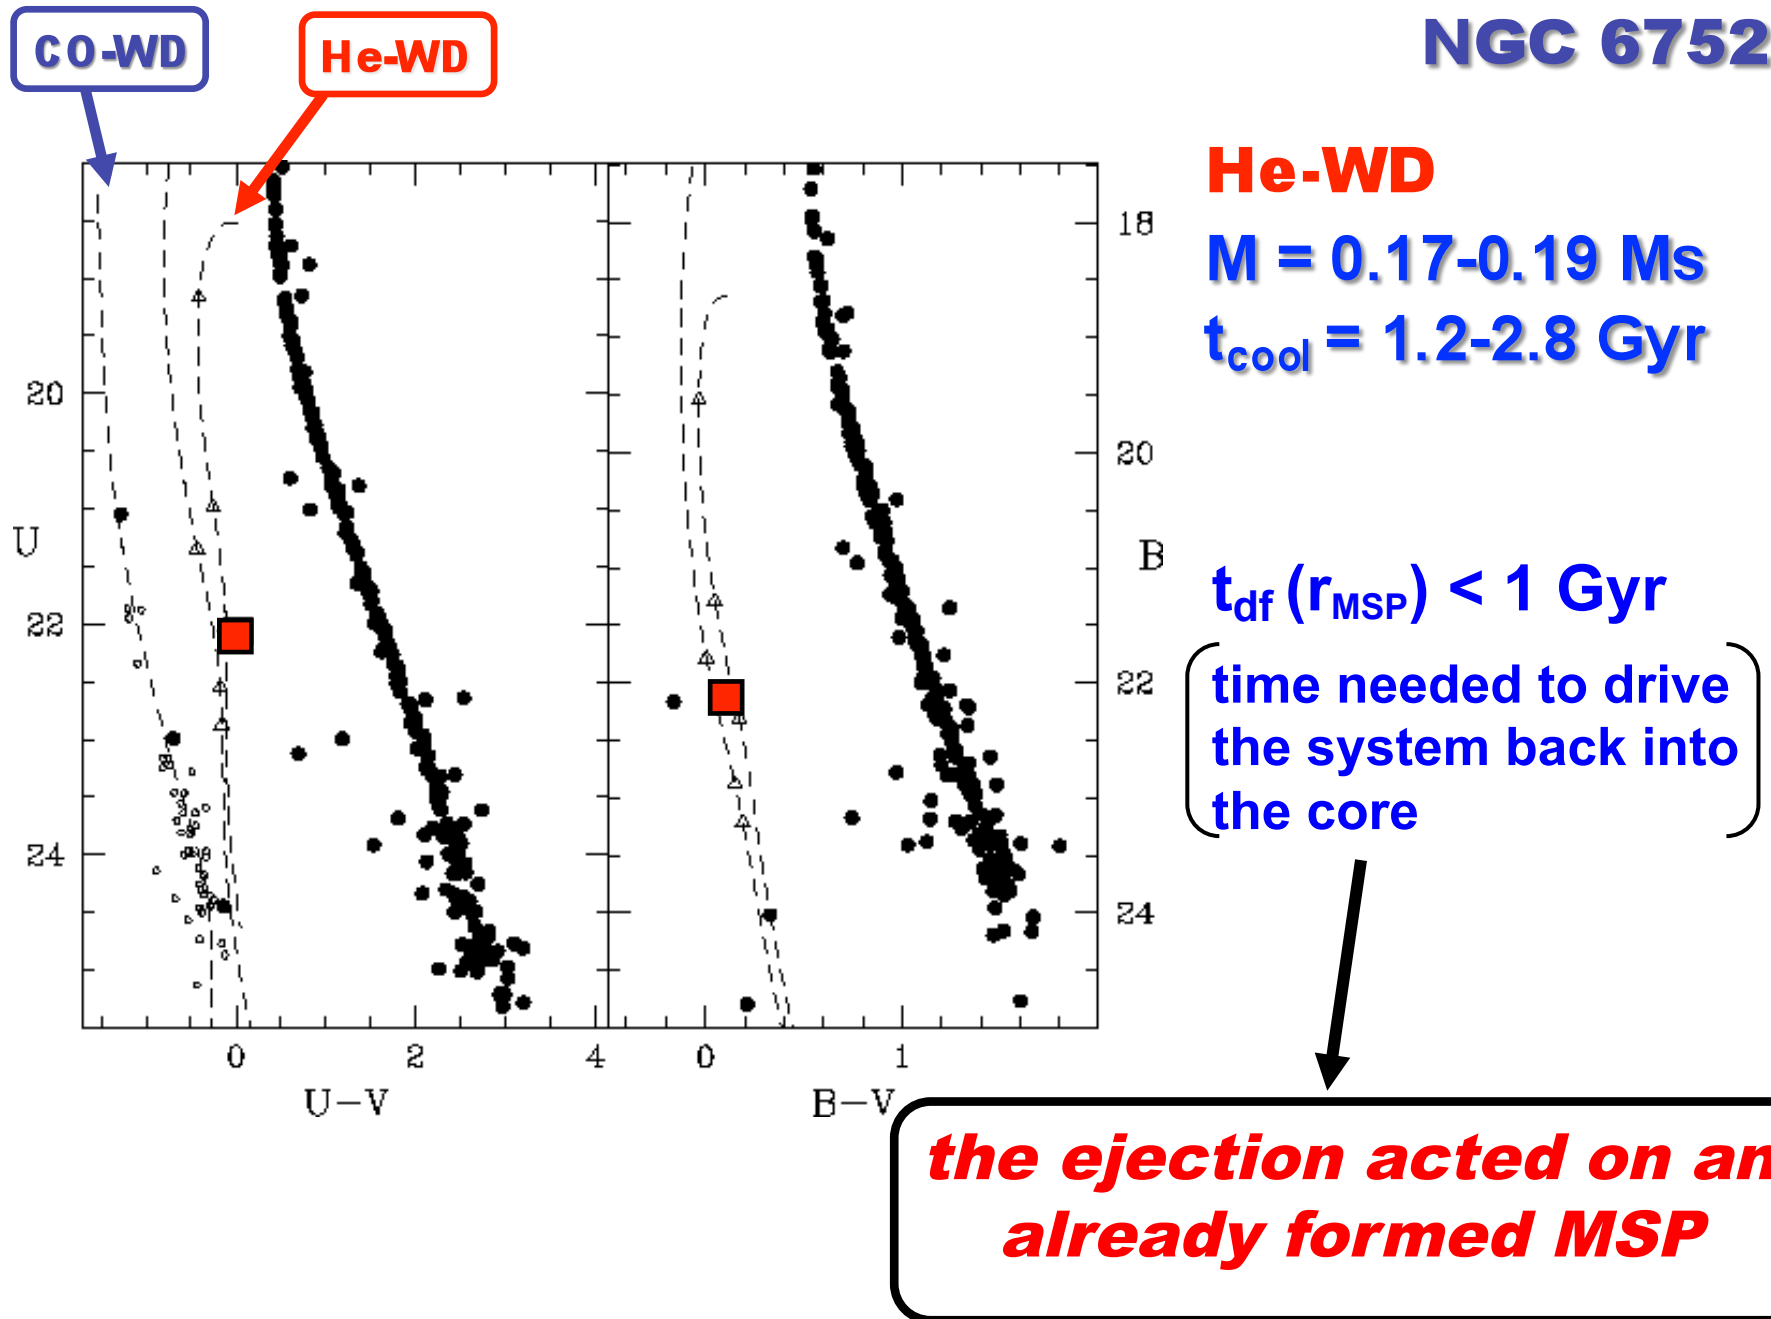 CO-WD
He-WD
NGC 6752
He-WD
M = 0.17-0.19 Ms
tcool = 1.2-2.8 Gyr
tdf (rMSP) < 1 Gyr
time needed to drive
the system back into
the core
the ejection acted on an
already formed MSP
U
20
22
24
0
2
4
U-V
18
20
22
24
B
0
1
B-V